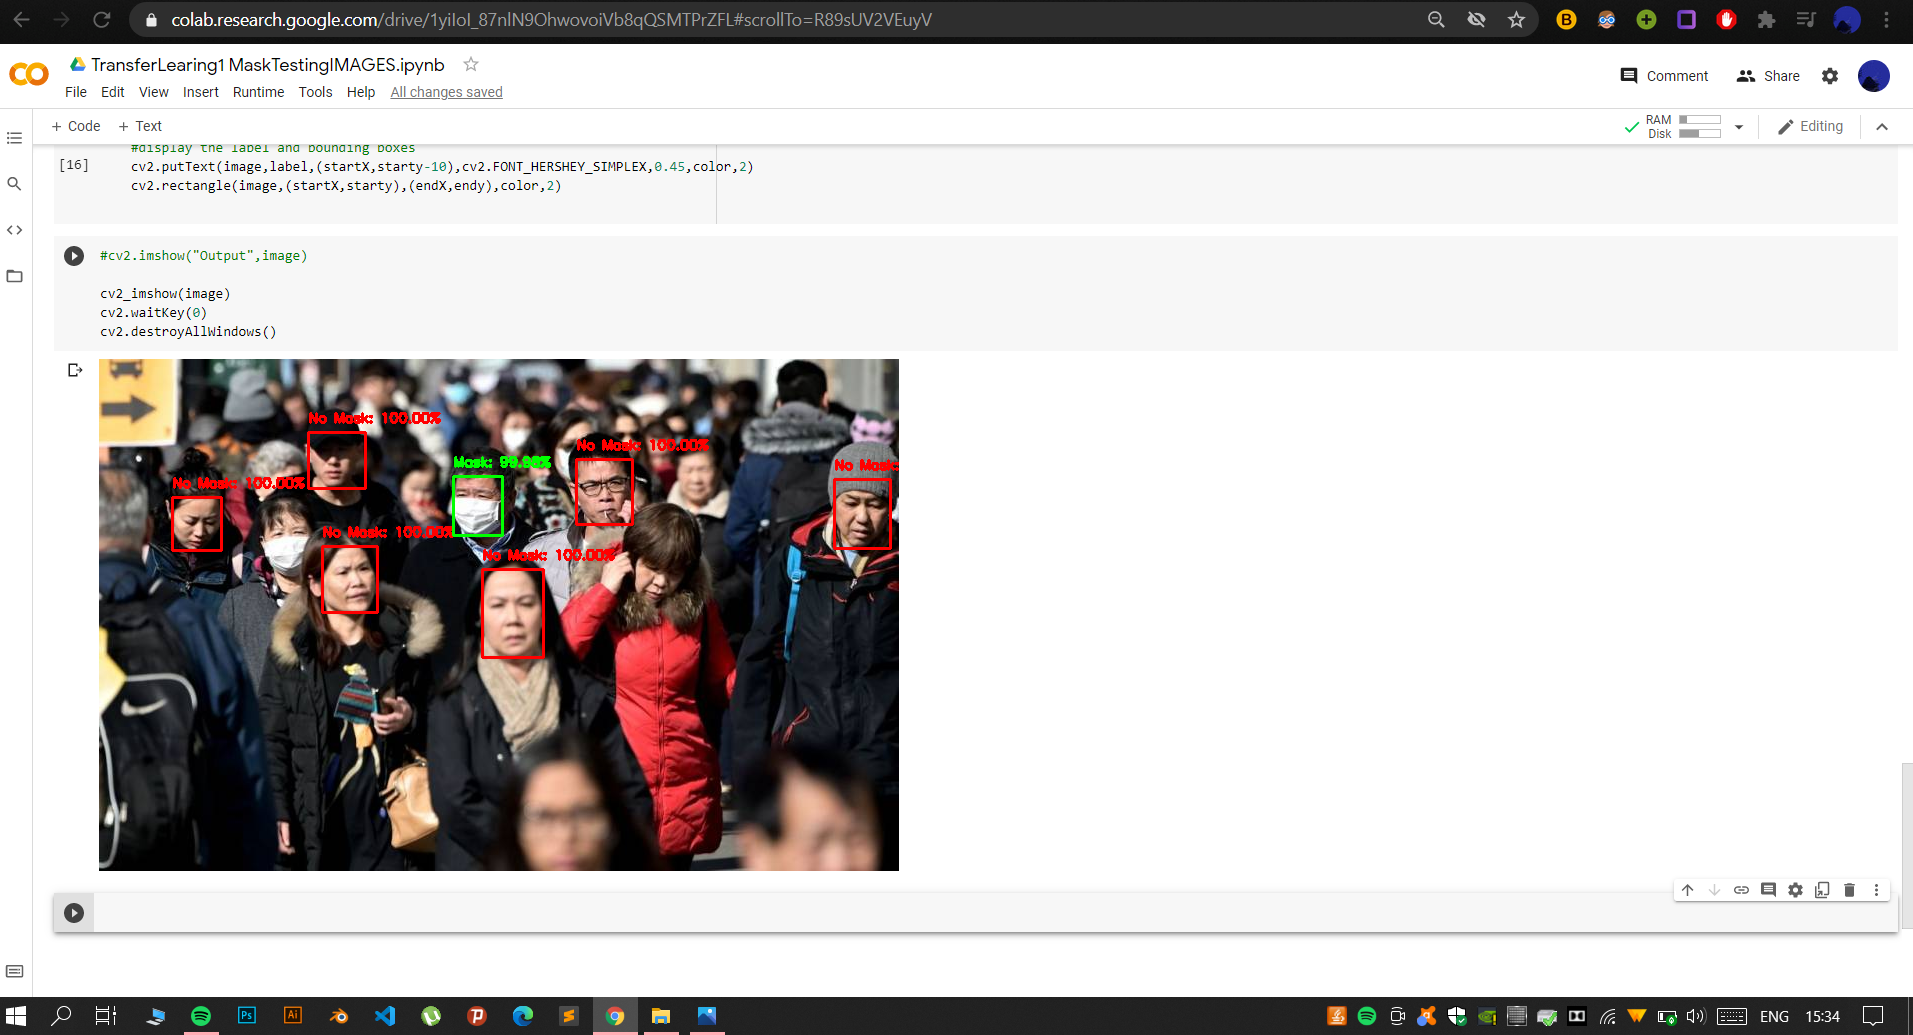 colab.research.google.com/drive/1yiIoI_87nlN9OhwovoiVb8qQSMTPrZFL#scrollTo=R89sUV2VEuyV
TransferLearing1 MaskTestingIMAGES.ipynb
Comment Share
File Edit View Insert Runtime Tools Help All changes saved
+ Code + Text
RAM
Disk
Editing
#display the label and bounding boxes
[16]
cv2.putText(image,label,(startX,starty-10),cv2.FONT_HERSHEY_SIMPLEX,0.45,color,2)
cv2.rectangle(image,(startX,starty),(endX,endy),color,2)
#cv2.imshow("Output",image)
cv2_imshow(image)
cv2.waitKey(0)
cv2.destroyAllWindows()
No Mask: 100.00%
No Mask: 100.00%
Mask: 99.98%
No Mask:
No Mask: 100.00%
No Mask: 100.00%
No Mask: 100.00%
ENG 15:34